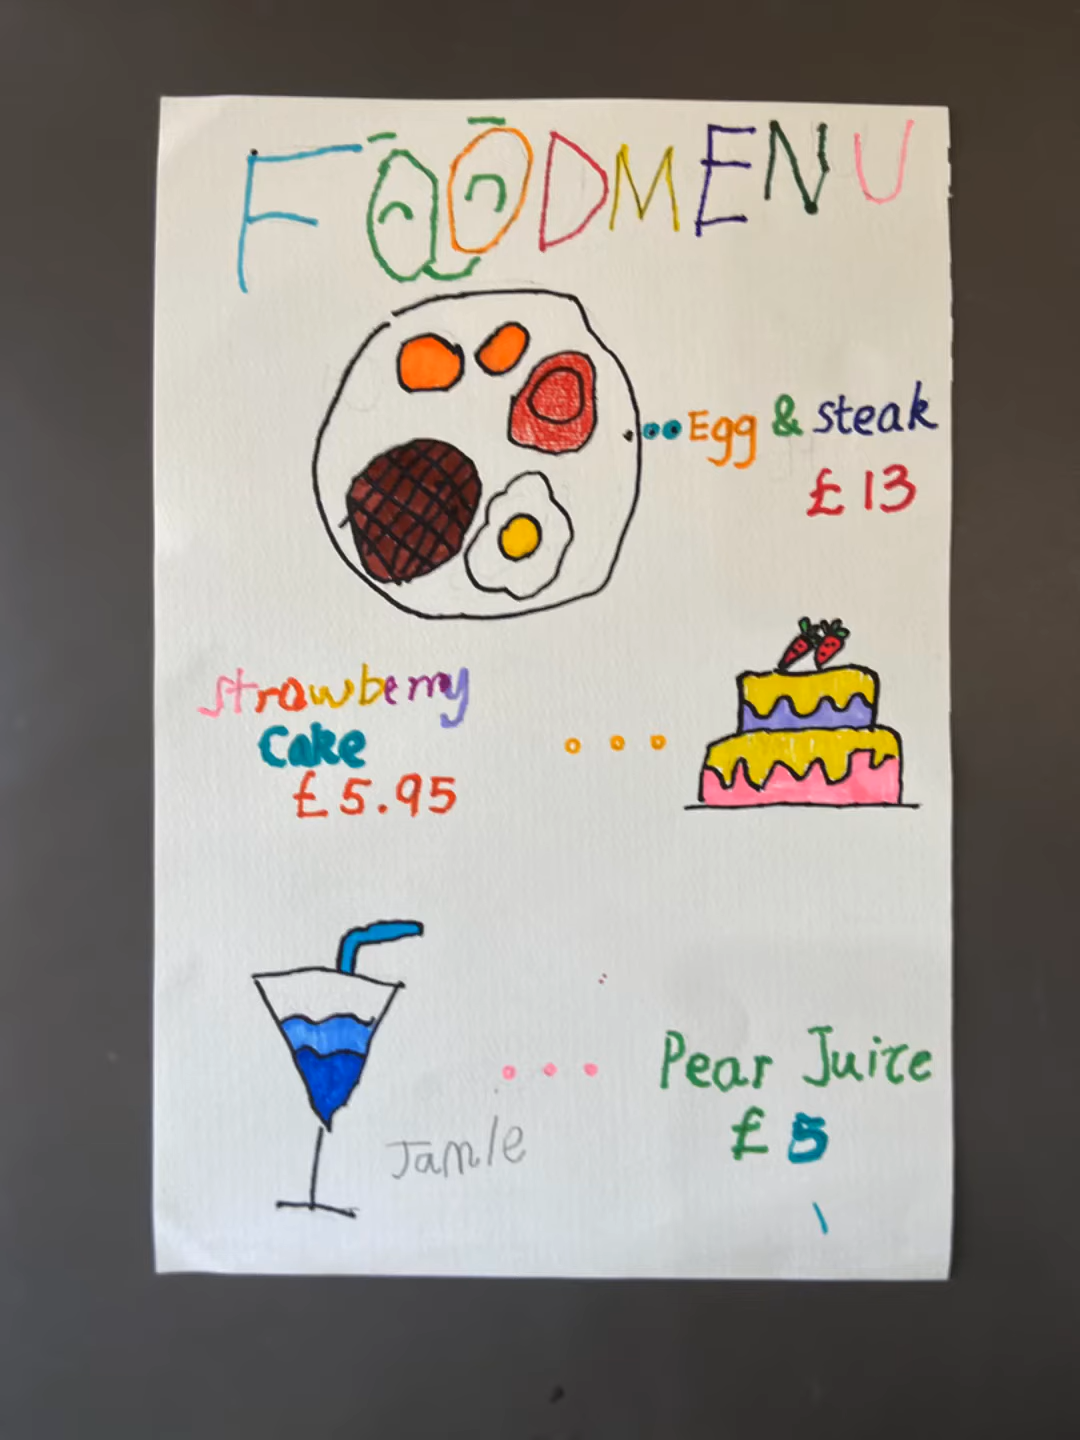 FOODMENU
Egg & steak
£13
strawberry
Cake
£5.95
Pear Juice
£5
Jamie